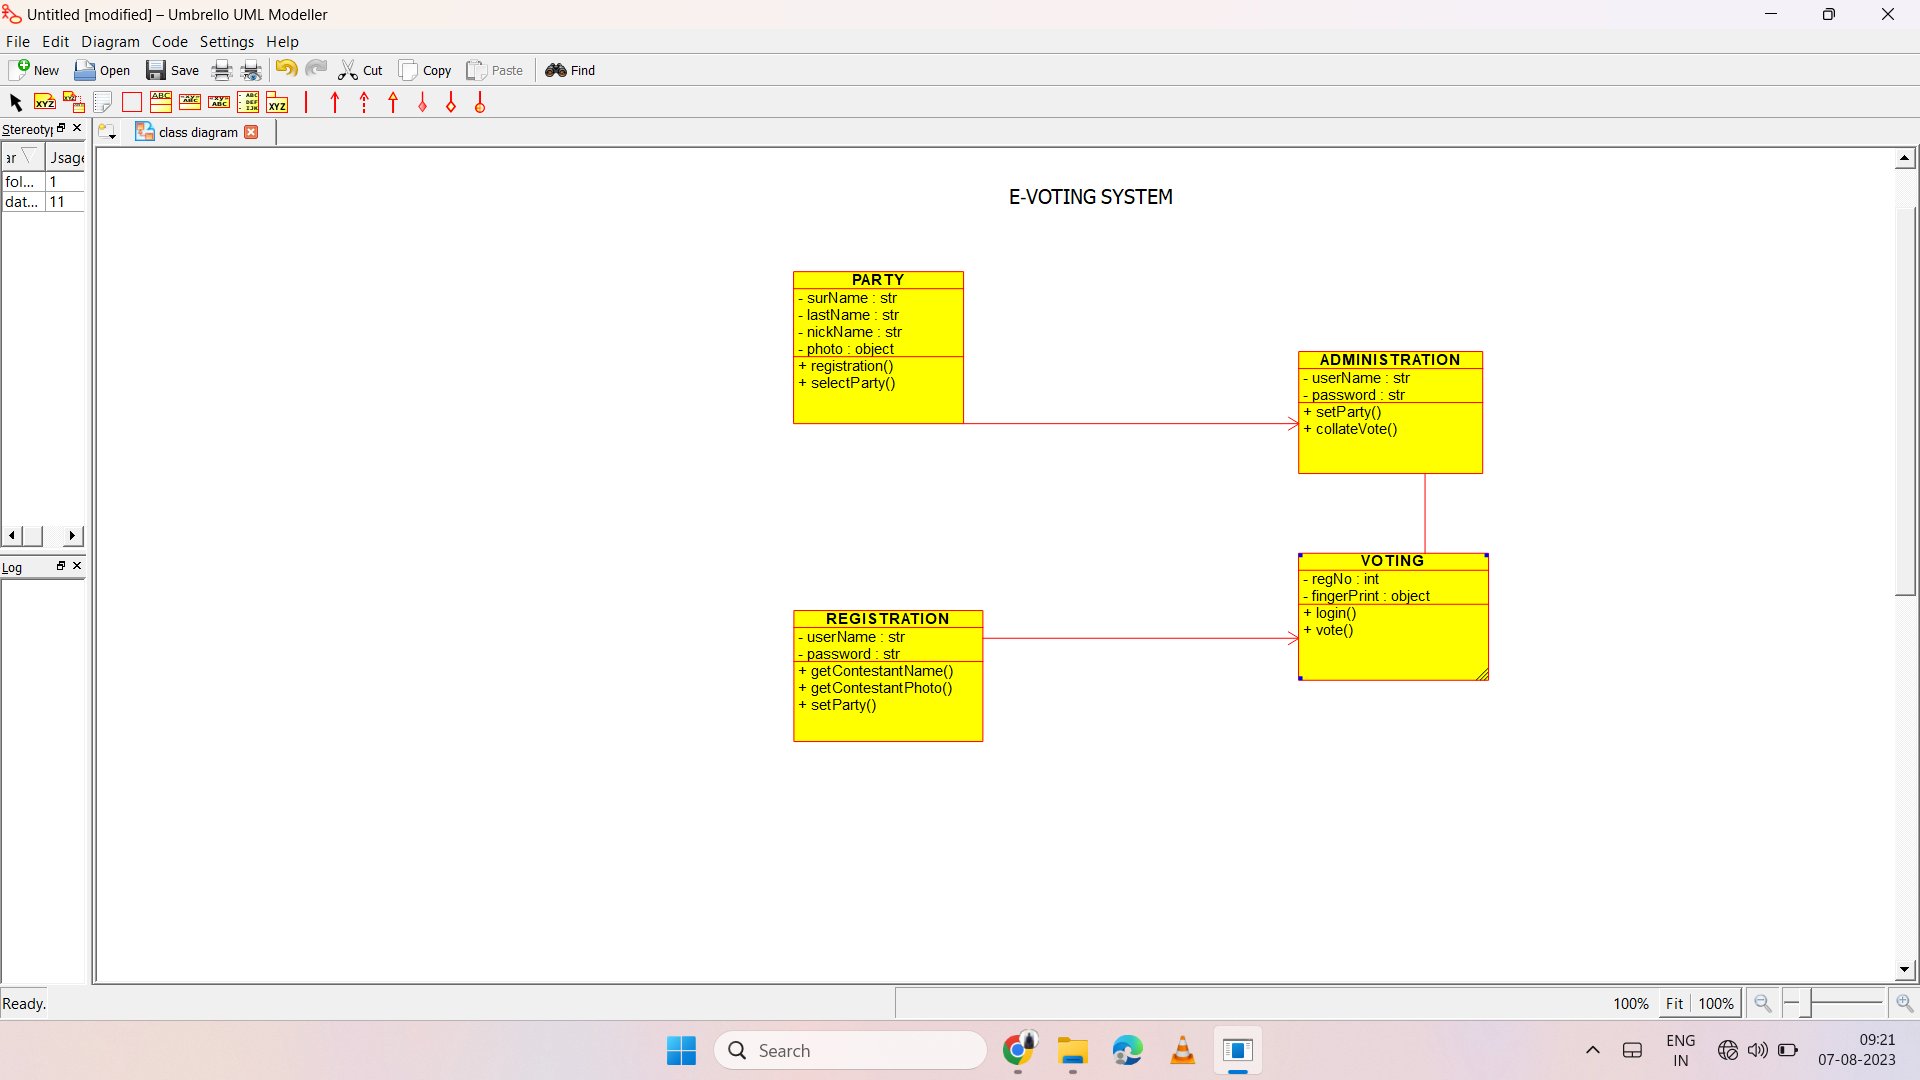 Untitled [modified] – Umbrello UML Modeller
File Edit Diagram Code Settings Help
New Open Save Cut Copy Paste Find
XYZ
Stereoty
class diagram
ar Usage
fol... 1
dat... 11
E-VOTING SYSTEM
PARTY
- surName : str
- lastName : str
- nickName : str
- photo : object
+ registration()
+ selectParty()
ADMINISTRATION
- userName : str
- password : str
+ setParty()
+ collateVote()
Log
VOTING
- regNo : int
- fingerPrint : object
+ login()
+ vote()
REGISTRATION
- userName : str
- password : str
+ getContestantName()
+ getContestantPhoto()
+ setParty()
Ready.
100% Fit 100%
Search
ENG
IN
09:21
07-08-2023